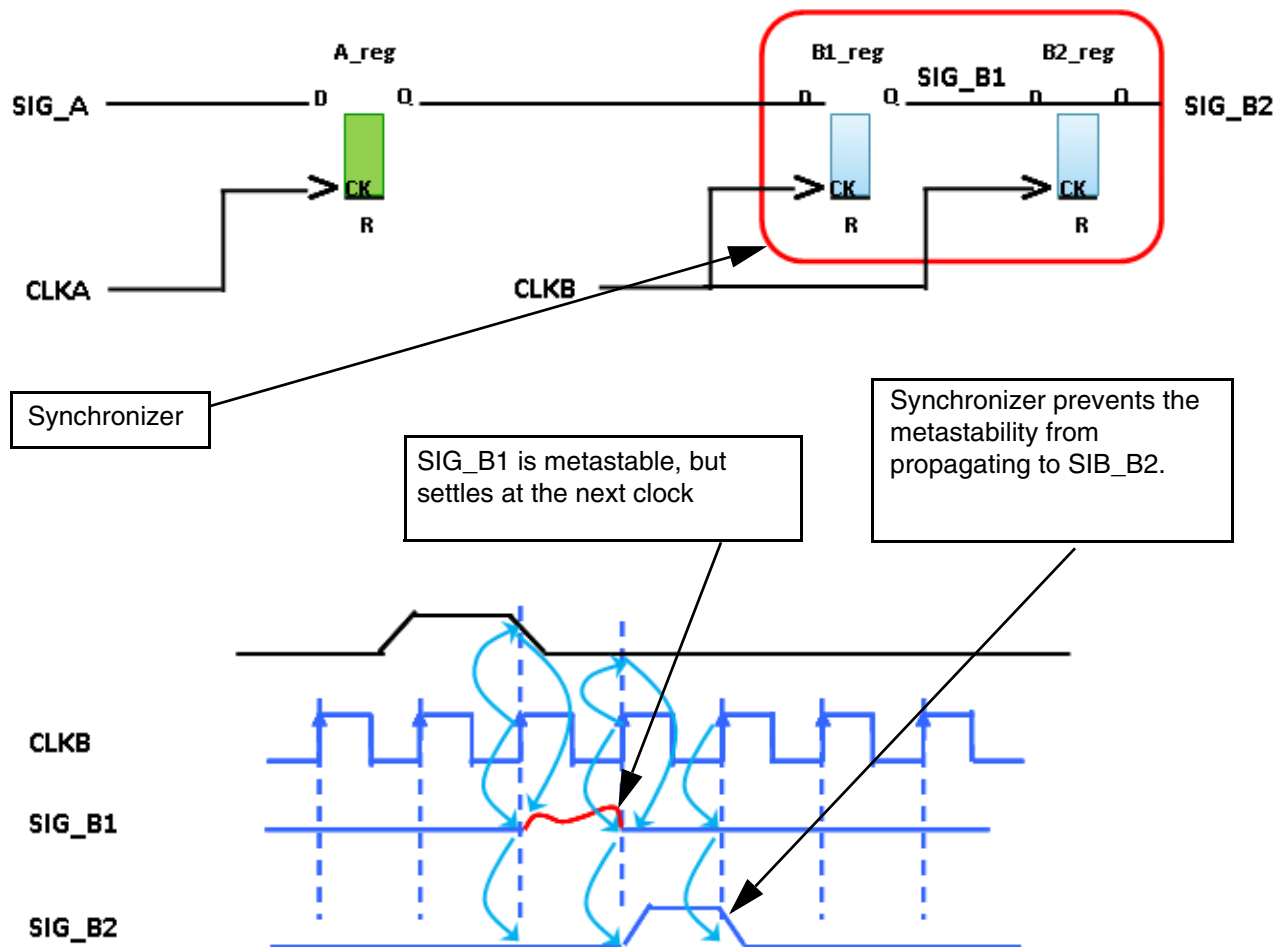 A_reg
B1_reg
B2_reg
SIG_A
D
Q
D
Q
SIG_B1
D
Q
SIG_B2
CK
CK
CK
R
R
R
CLKA
CLKB
Synchronizer
SIG_B1 is metastable, but
settles at the next clock
Synchronizer prevents the
metastability from
propagating to SIB_B2.
CLKB
SIG_B1
SIG_B2